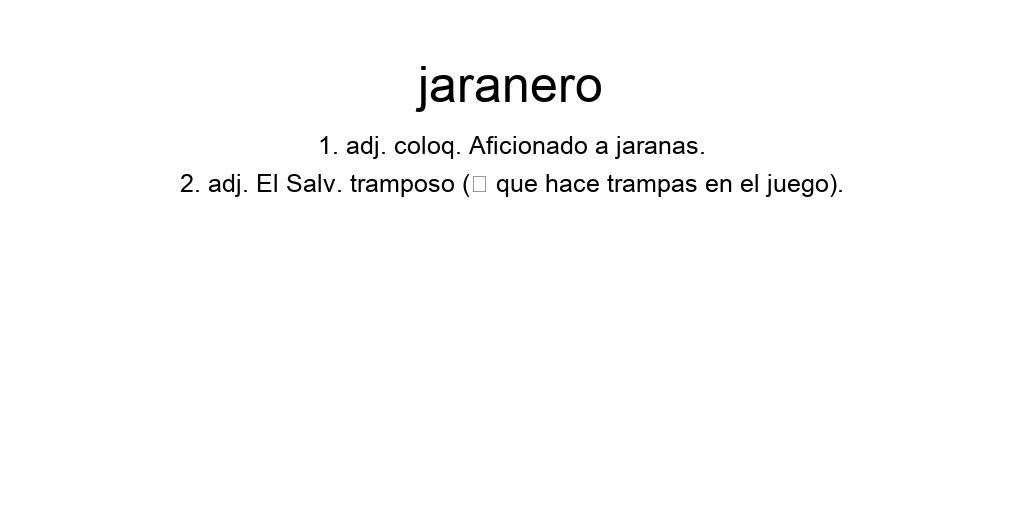 jaranero
1. adj. coloq. Aficionado a jaranas.
2. adj. El Salv. tramposo (▯ que hace trampas en el juego).